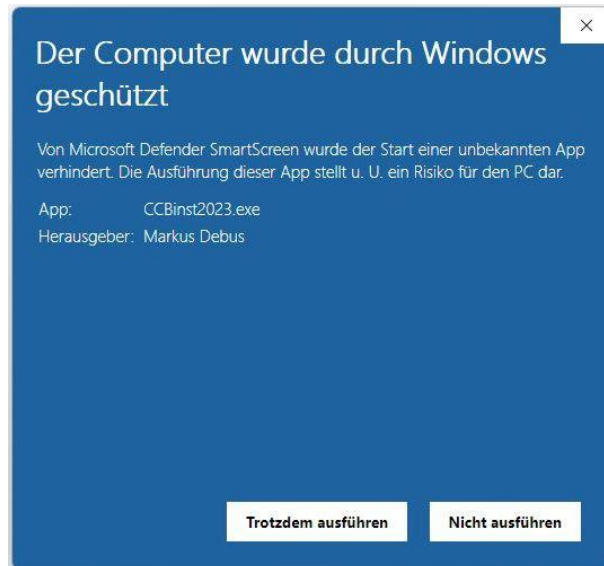 Der Computer wurde durch Windows
geschützt
Von Microsoft Defender SmartScreen wurde der Start einer unbekannten App
verhindert. Die Ausführung dieser App stellt u. U. ein Risiko für den PC dar.
App: CCBinst2023.exe
Herausgeber: Markus Debus
Trotzdem ausführen Nicht ausführen